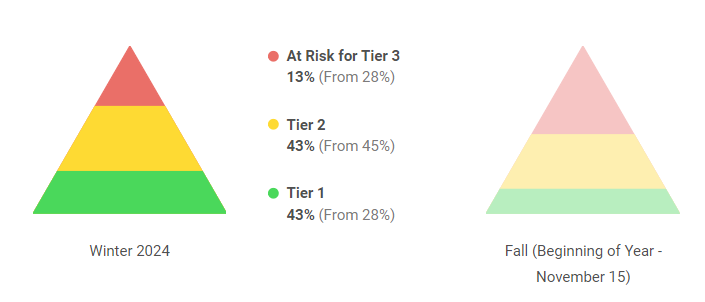 At Risk for Tier 3
13% (From 28%)
Tier 2
43% (From 45%)
Tier 1
43% (From 28%)
Winter 2024
Fall (Beginning of Year -
November 15)